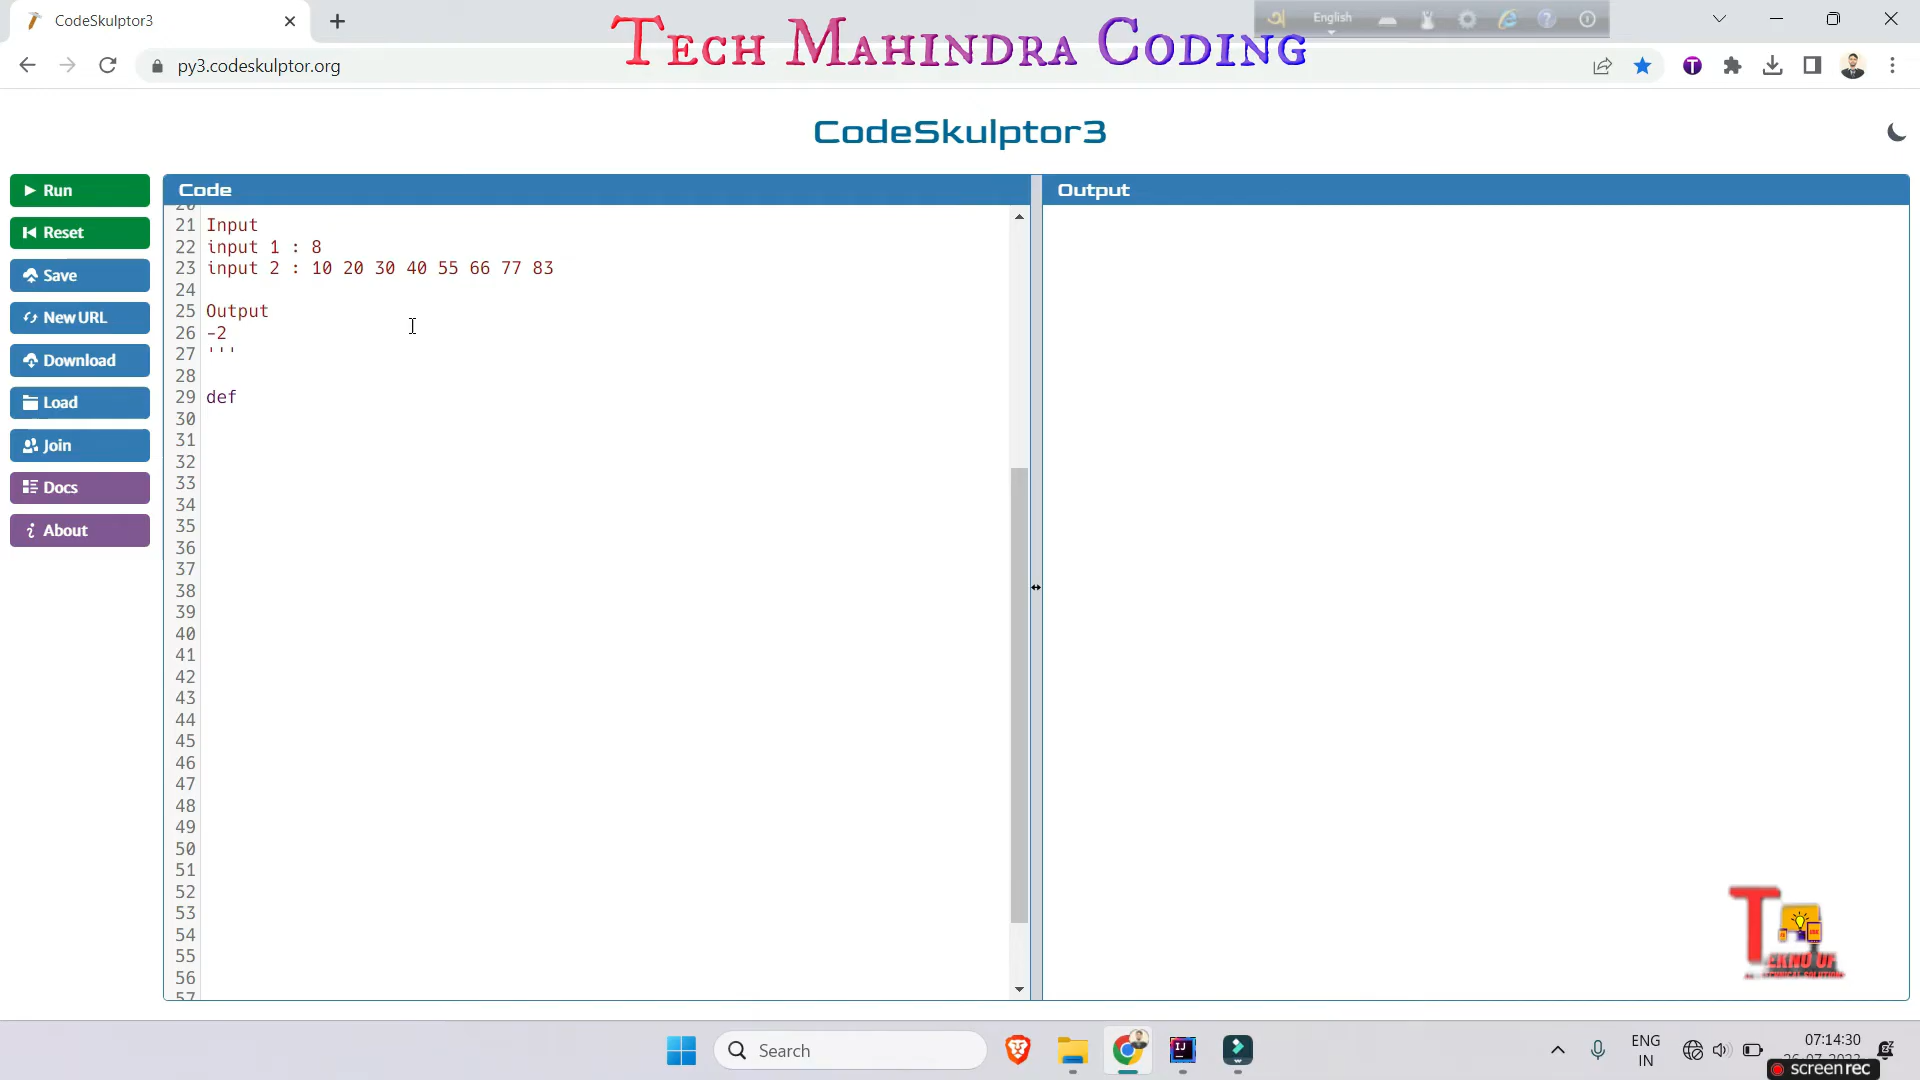 CodeSkulptor3
English
TECH MAHINDRA CODING
py3.codeskulptor.org
CodeSkulptor3
Run
Reset
Save
New URL
Download
Load
Join
Docs
About
Code
21 Input
22 input 1 : 8
23 input 2 : 10 20 30 40 55 66 77 83
24
25 Output
26 -2
27 '''
28
29 def
30
31
32
33
34
35
36
37
38
39
40
41
42
43
44
45
46
47
48
49
50
51
52
53
54
55
56
57
Output
Search
ENG
IN
07:14:30
screenrec